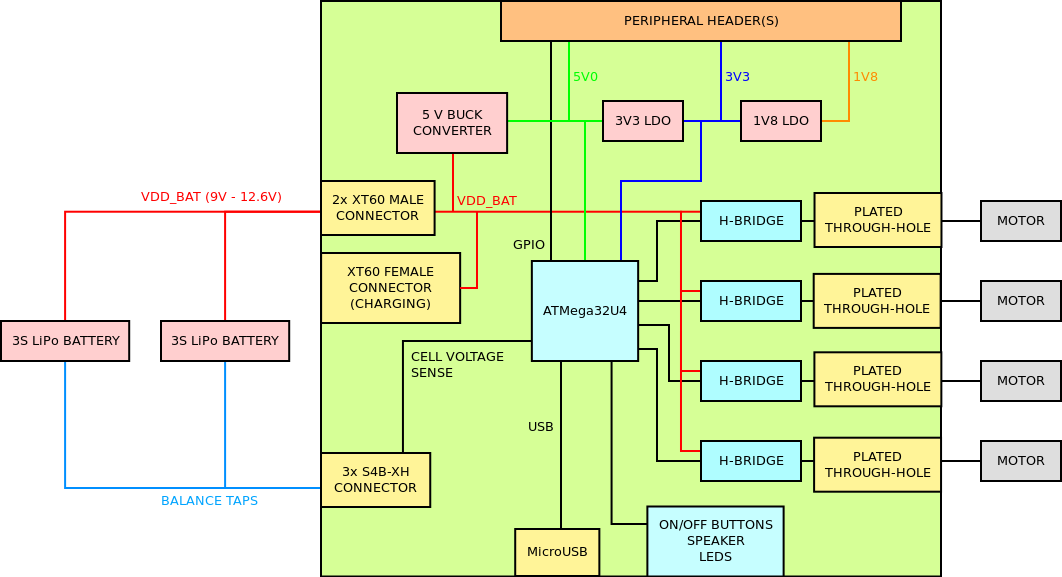 PERIPHERAL HEADER(S)
5V0
3V3
1V8
5 V BUCK
CONVERTER
3V3 LDO
1V8 LDO
VDD_BAT (9V - 12.6V)
2x XT60 MALE
CONNECTOR
VDD_BAT
H-BRIDGE
PLATED
THROUGH-HOLE
MOTOR
GPIO
XT60 FEMALE
CONNECTOR
(CHARGING)
ATMega32U4
H-BRIDGE
PLATED
THROUGH-HOLE
MOTOR
3S LiPo BATTERY
3S LiPo BATTERY
CELL VOLTAGE
SENSE
H-BRIDGE
PLATED
THROUGH-HOLE
MOTOR
USB
3x S4B-XH
CONNECTOR
H-BRIDGE
PLATED
THROUGH-HOLE
MOTOR
BALANCE TAPS
MicroUSB
ON/OFF BUTTONS
SPEAKER
LEDS